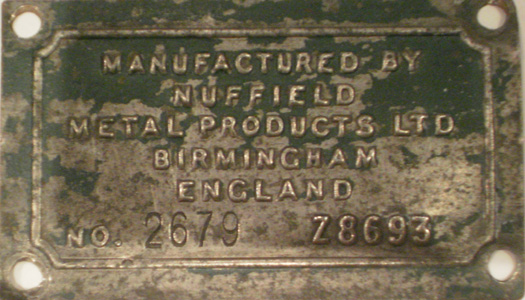 MANUFACTURED BY
NUFFIELD
METAL PRODUCTS LTD
BIRMINGHAM
ENGLAND
NO. 2679 Z8693